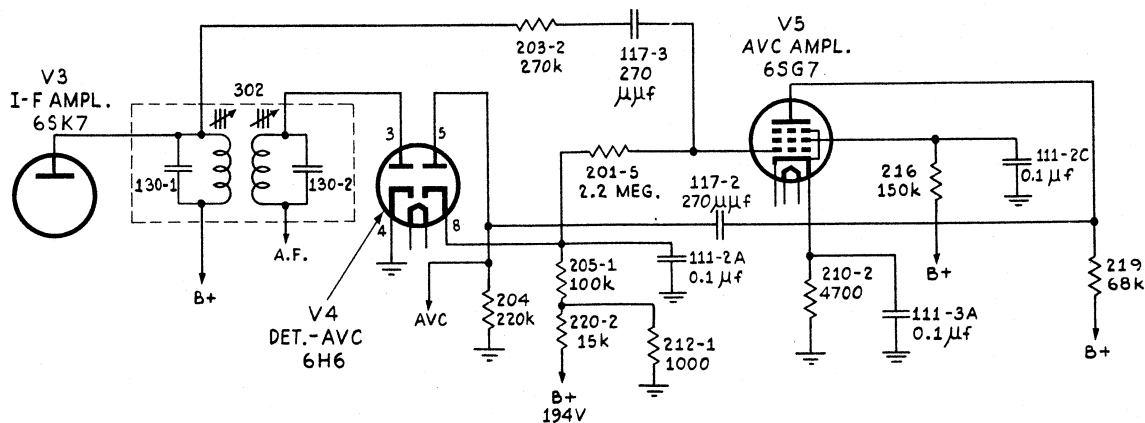 V3
I-F AMPL.
6SK7
302
130-1
130-2
B+
A.F.
203-2
270k
117-3
270
μμf
V5
AVC AMPL.
6SG7
3
5
4
8
V4
DET.-AVC
6H6
AVC
204
220k
201-5
2.2 MEG.
117-2
270μμf
111-2A
0.1μf
205-1
100k
220-2
15k
212-1
1000
B+
194V
216
150k
B+
111-2C
0.1μf
210-2
4700
111-3A
0.1μf
219
68k
B+